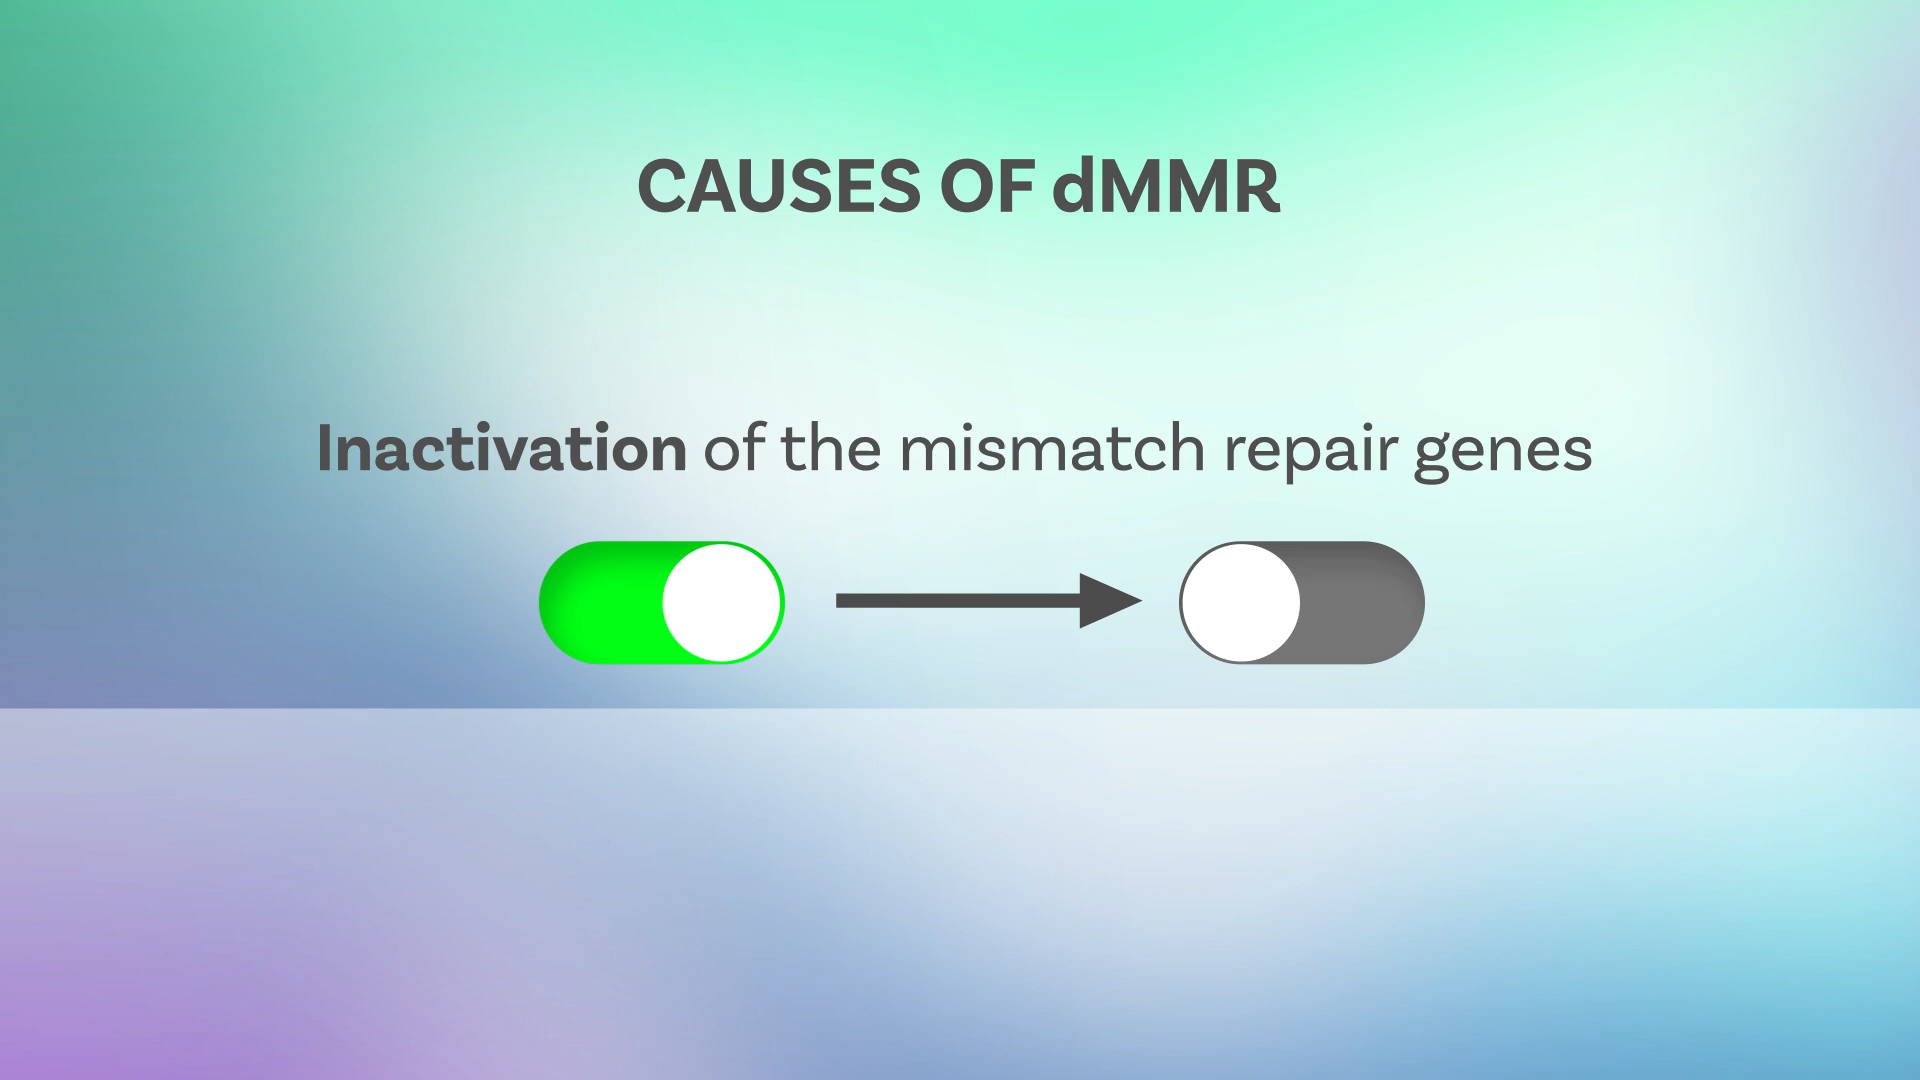 CAUSES OF dMMR
Inactivation of the mismatch repair genes